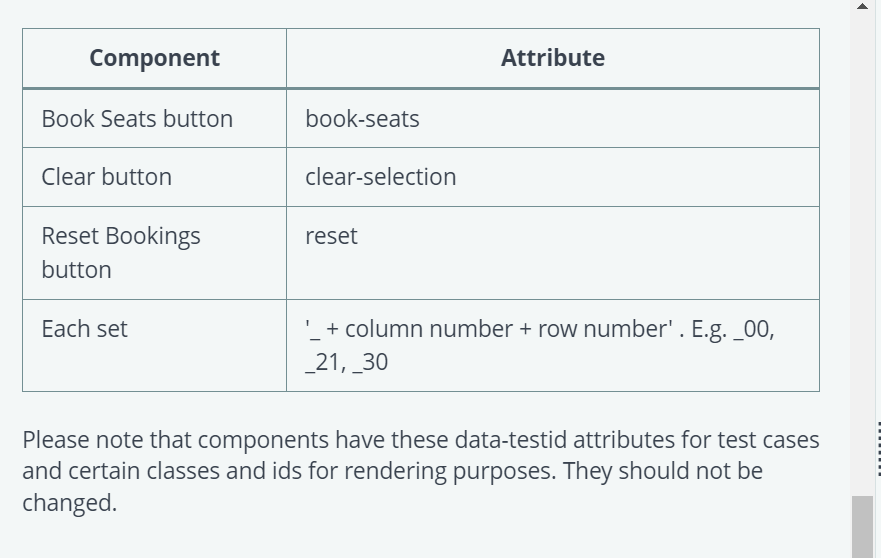 Component Attribute
Book Seats button book-seats
Clear button clear-selection
Reset Bookings reset
button
Each set '_ + column number + row number' . E.g. _00,
_21, _30
Please note that components have these data-testid attributes for test cases
and certain classes and ids for rendering purposes. They should not be
changed.